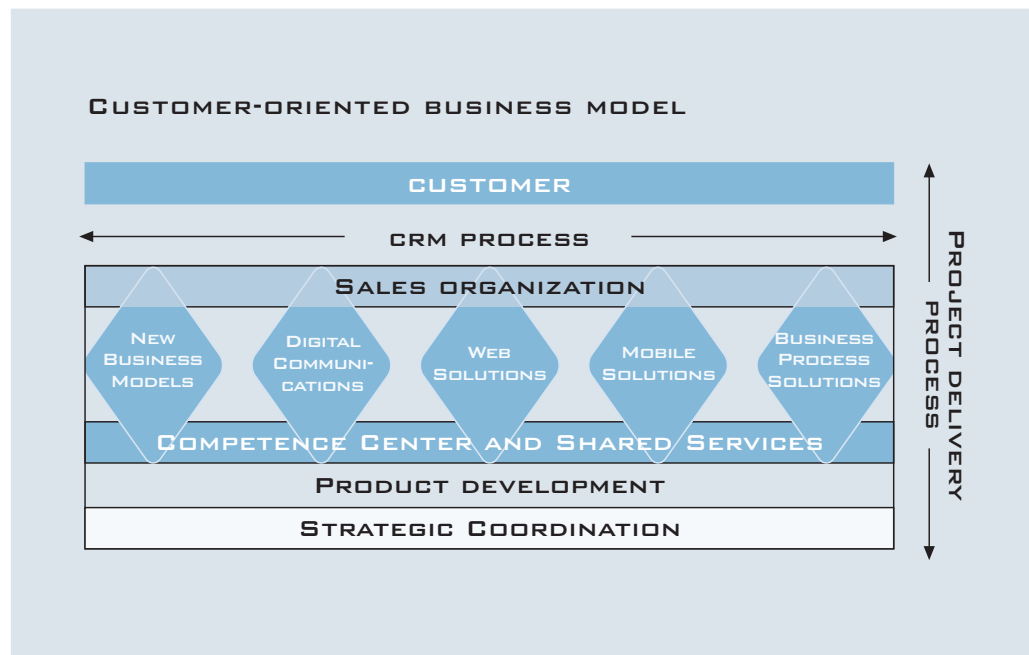 Customer-oriented business model
customer
crm process
Sales organization
New
Business
Models
Digital
Communi-
cations
Web
Solutions
Mobile
Solutions
Business
Process
Solutions
Competence Center and Shared Services
Product development
Strategic Coordination
Project delivery
process